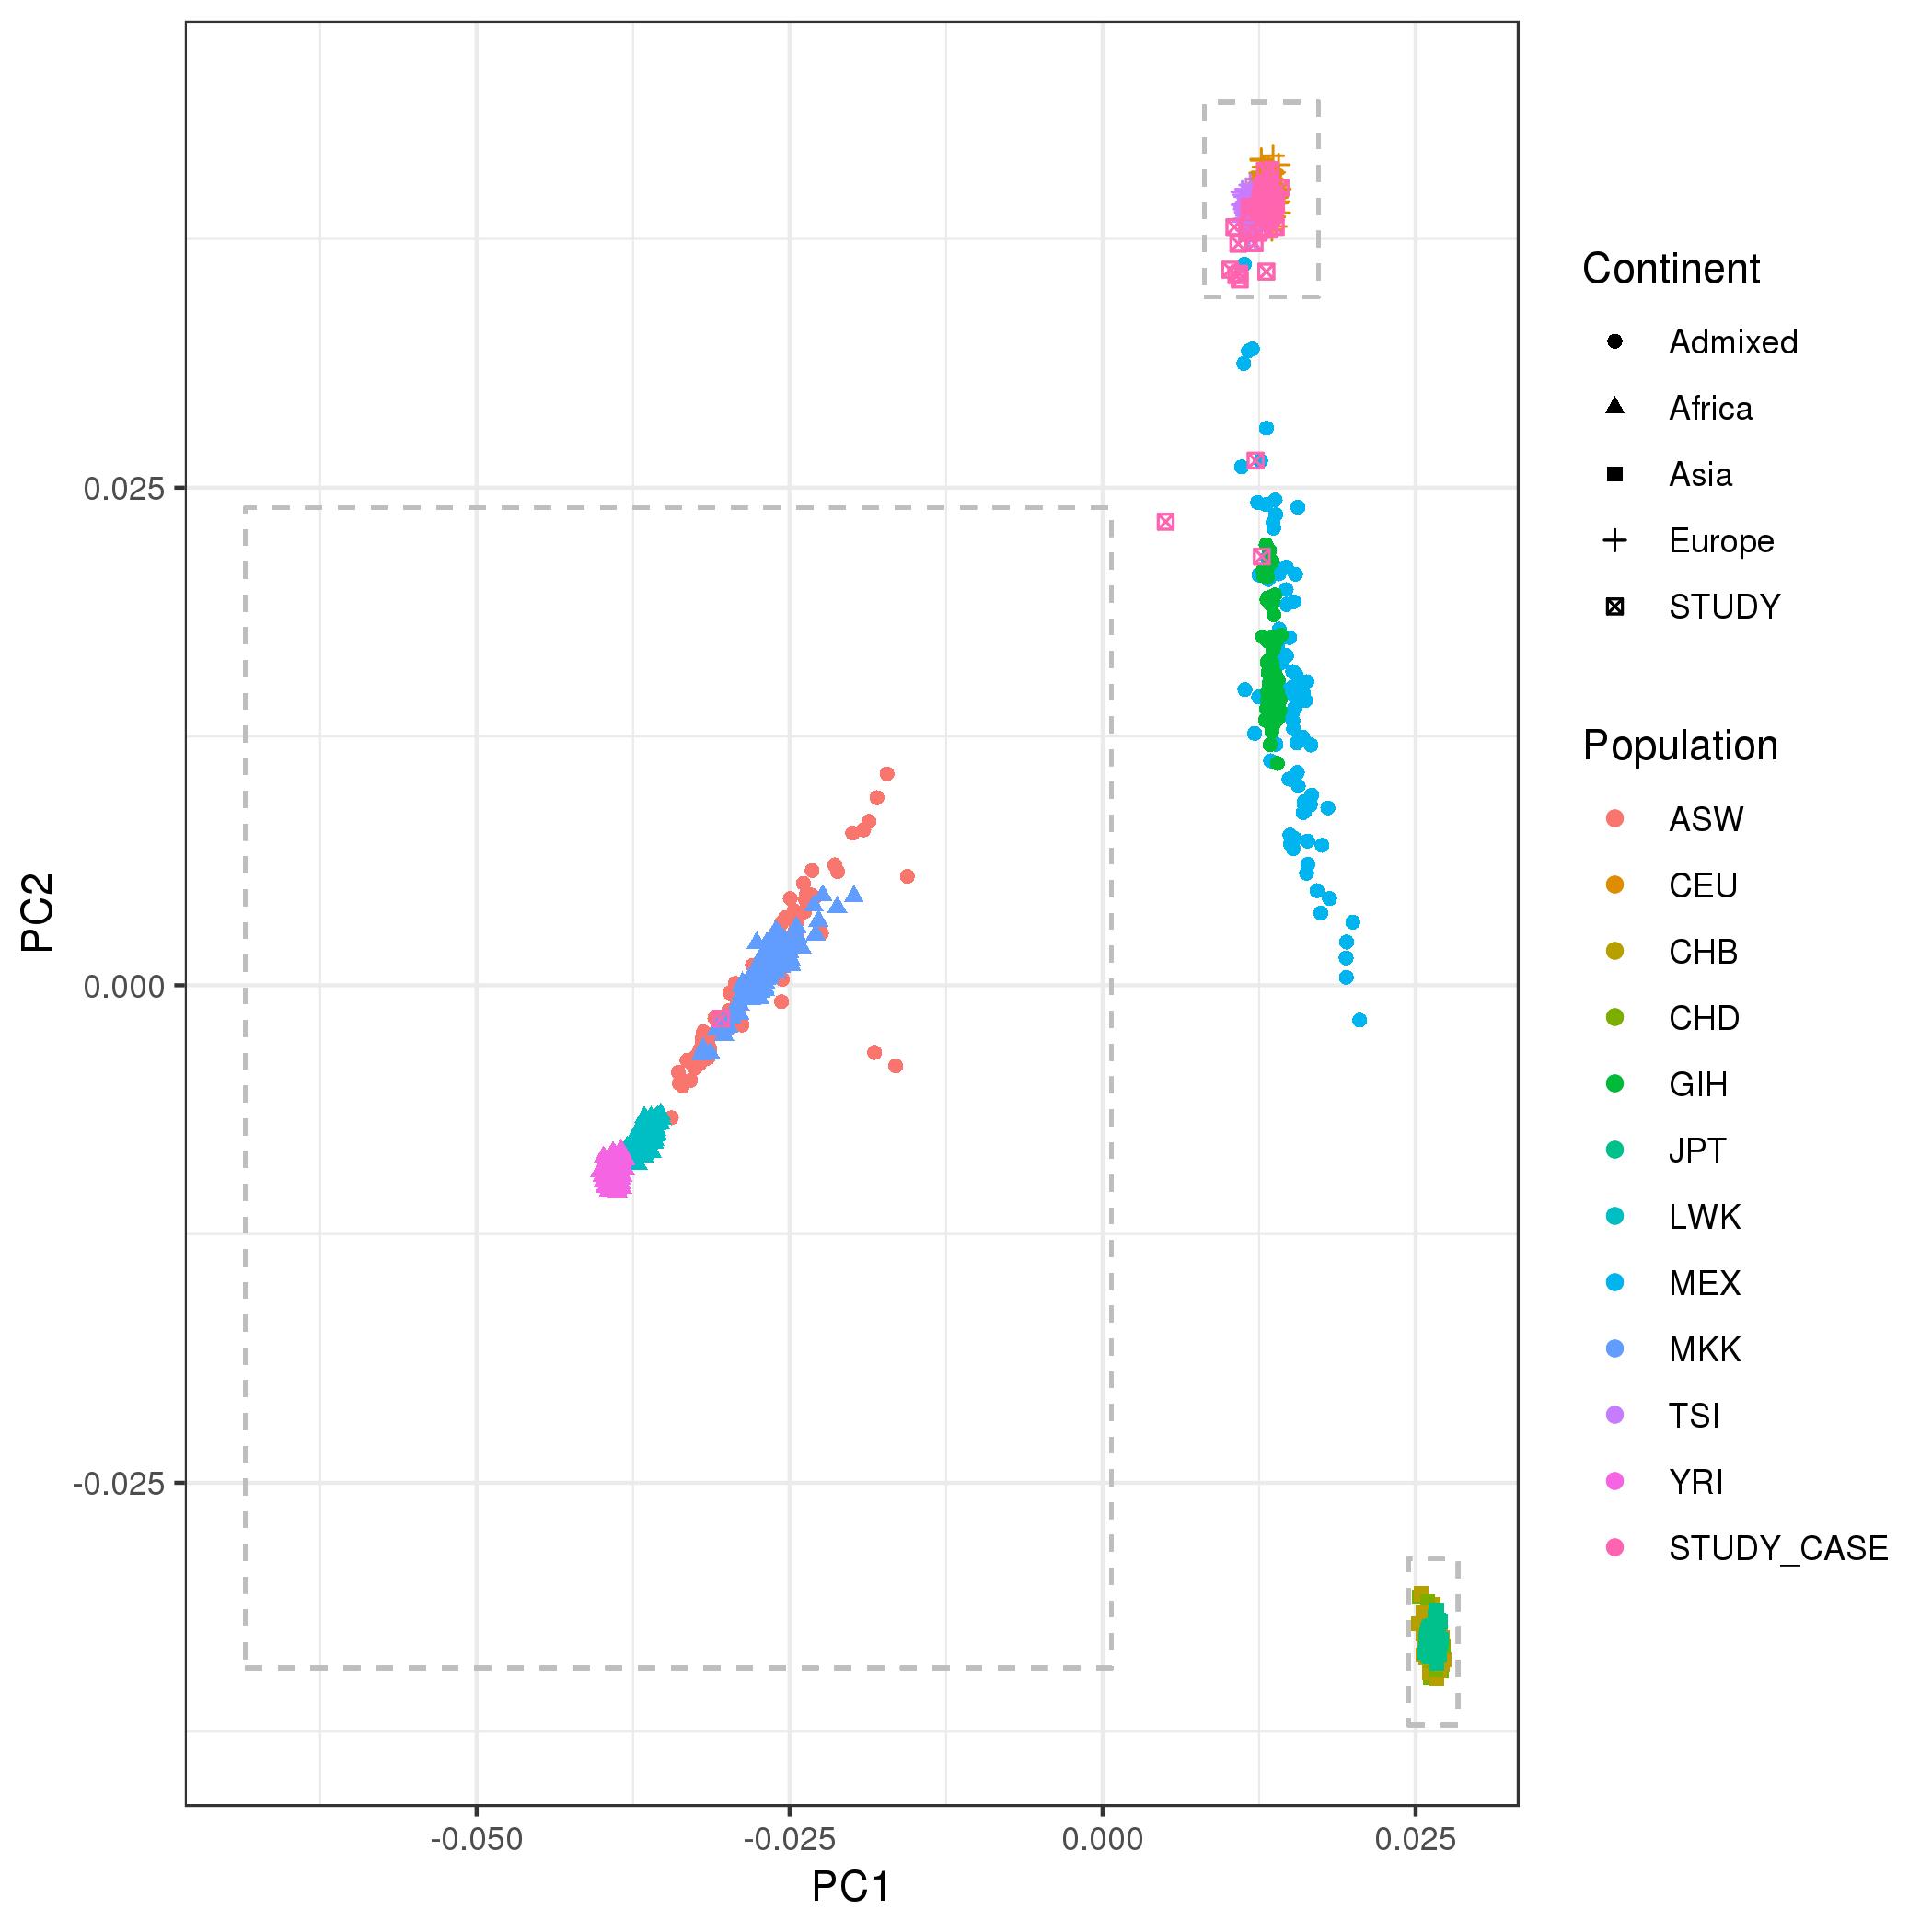 PC2
0.025
0.000
-0.025
-0.050
-0.025
0.000
0.025
PC1
Continent
Admixed
Africa
Asia
Europe
STUDY
Population
ASW
CEU
CHB
CHD
GIH
JPT
LWK
MEX
MKK
TSI
YRI
STUDY_CASE